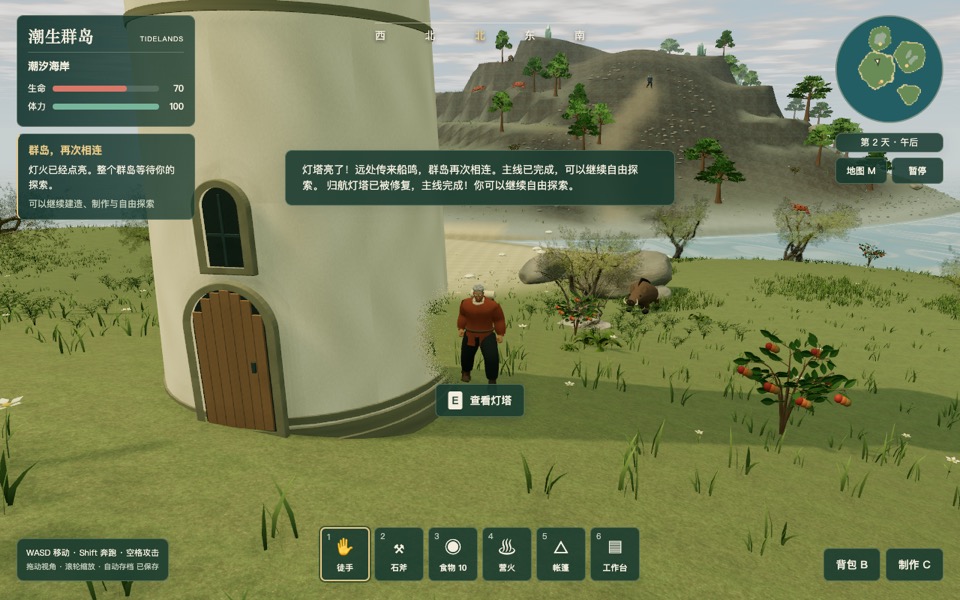 潮生群岛 TIDELANDS
潮汐海岸
生命 70
体力 100
群岛，再次相连
灯火已经点亮。整个群岛等待你的
探索。
可以继续建造、制作与自由探索
西 北 北 东 南
灯塔亮了！远处传来船鸣，群岛再次相连。主线已完成，可以继续自由探
索。 归航灯塔已被修复，主线完成！你可以继续自由探索。
第 2 天 · 午后
地图 M 暂停
E 查看灯塔
1 徒手
2 石斧
3 食物 10
4 营火
5 帐篷
6 工作台
WASD 移动 · Shift 奔跑 · 空格攻击
拖动视角 · 滚轮缩放 · 自动存档 已保存
背包 B 制作 C